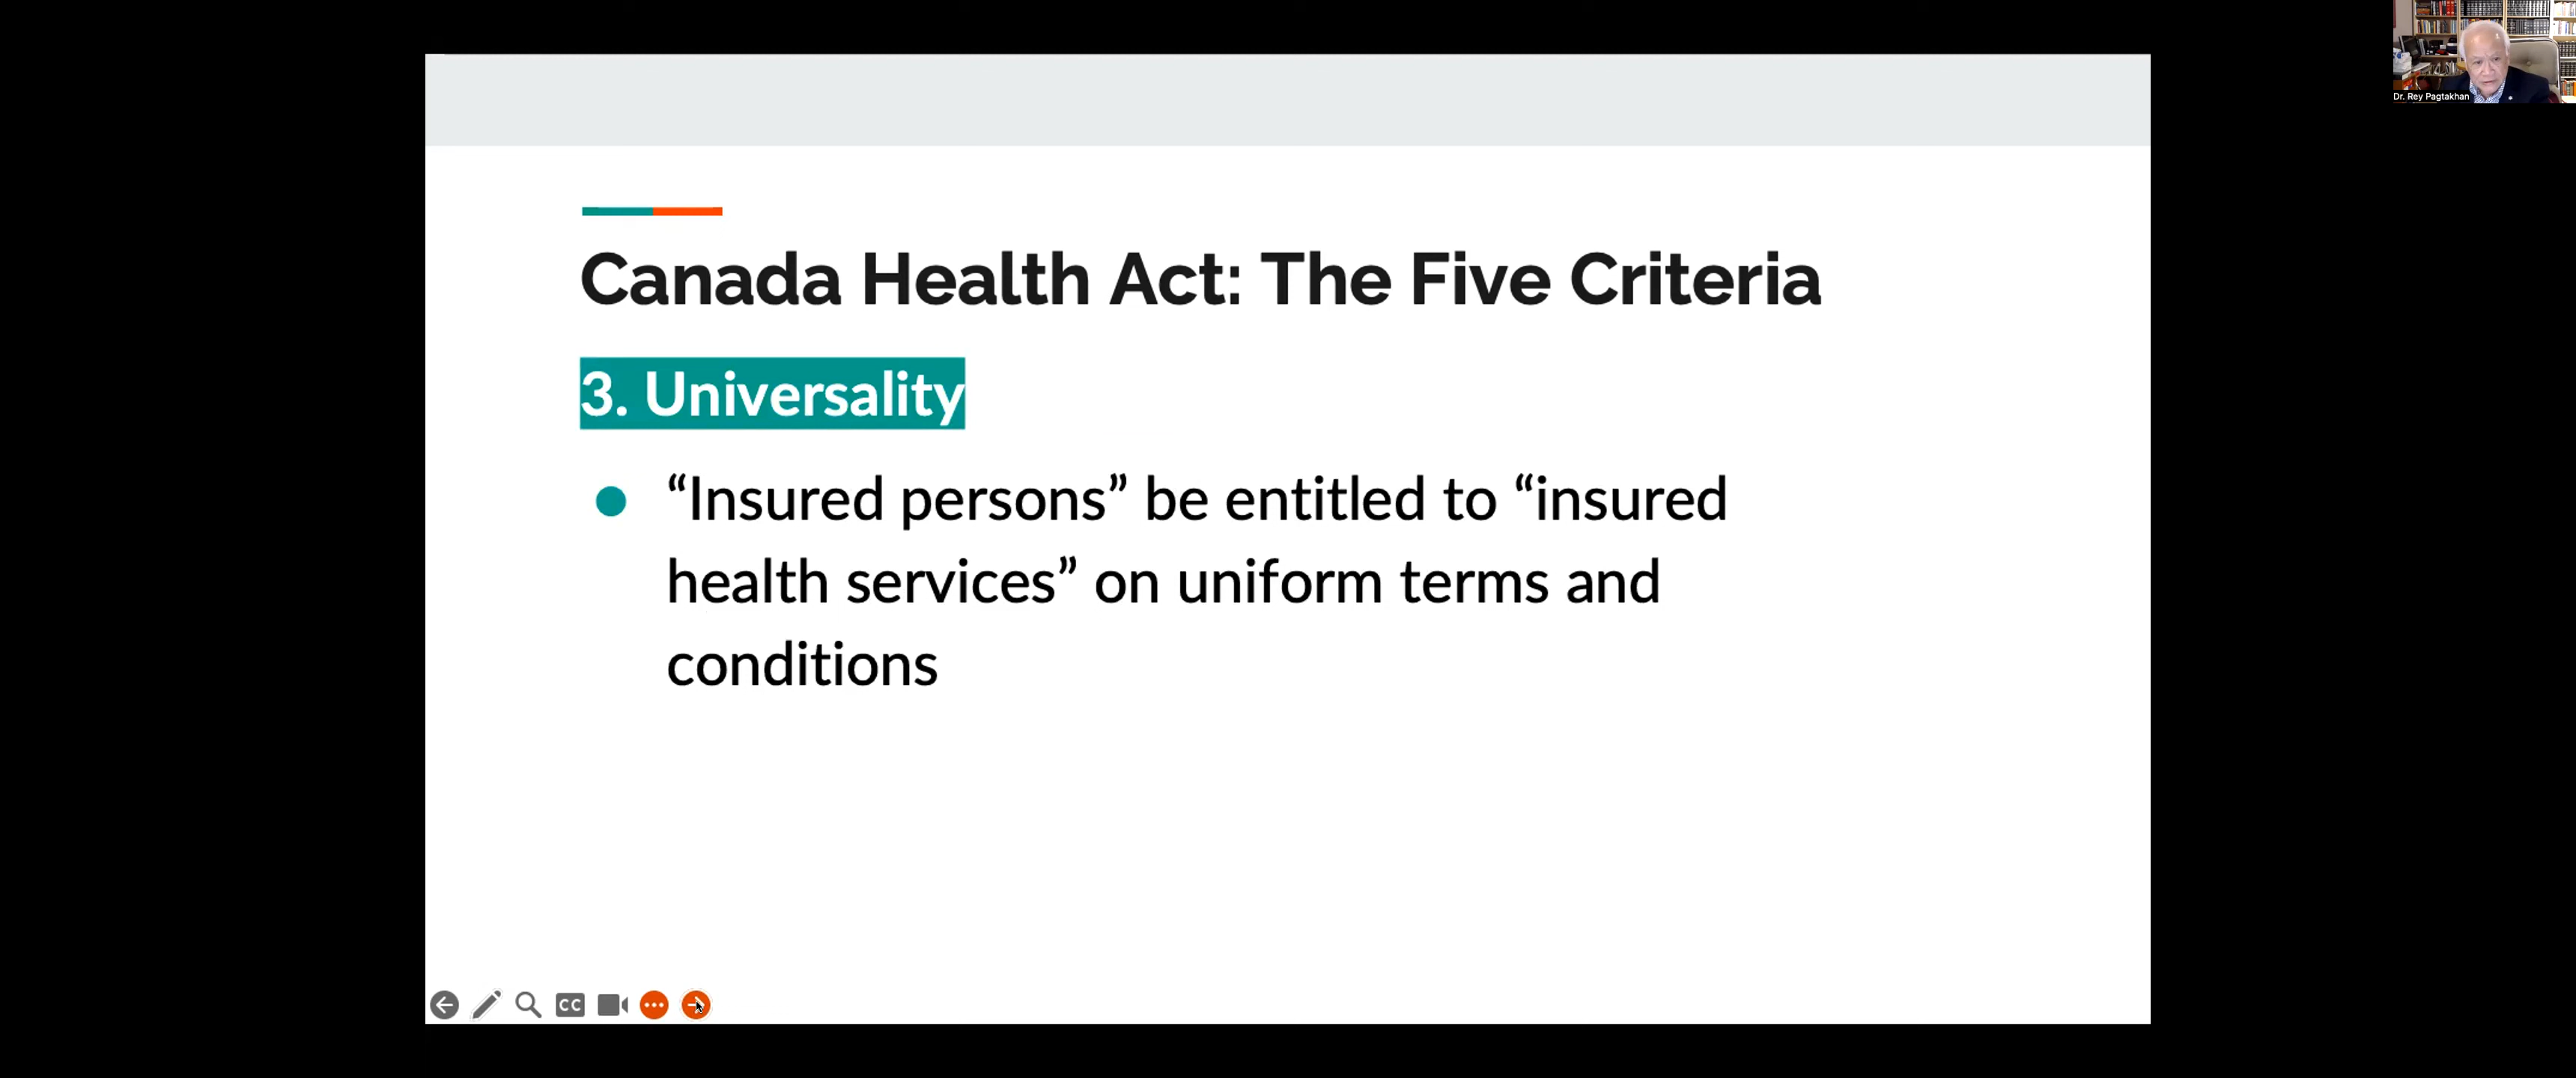 Dr. Rey Pagtakhan
Canada Health Act: The Five Criteria
3. Universality
“Insured persons” be entitled to “insured
health services” on uniform terms and
conditions
CC